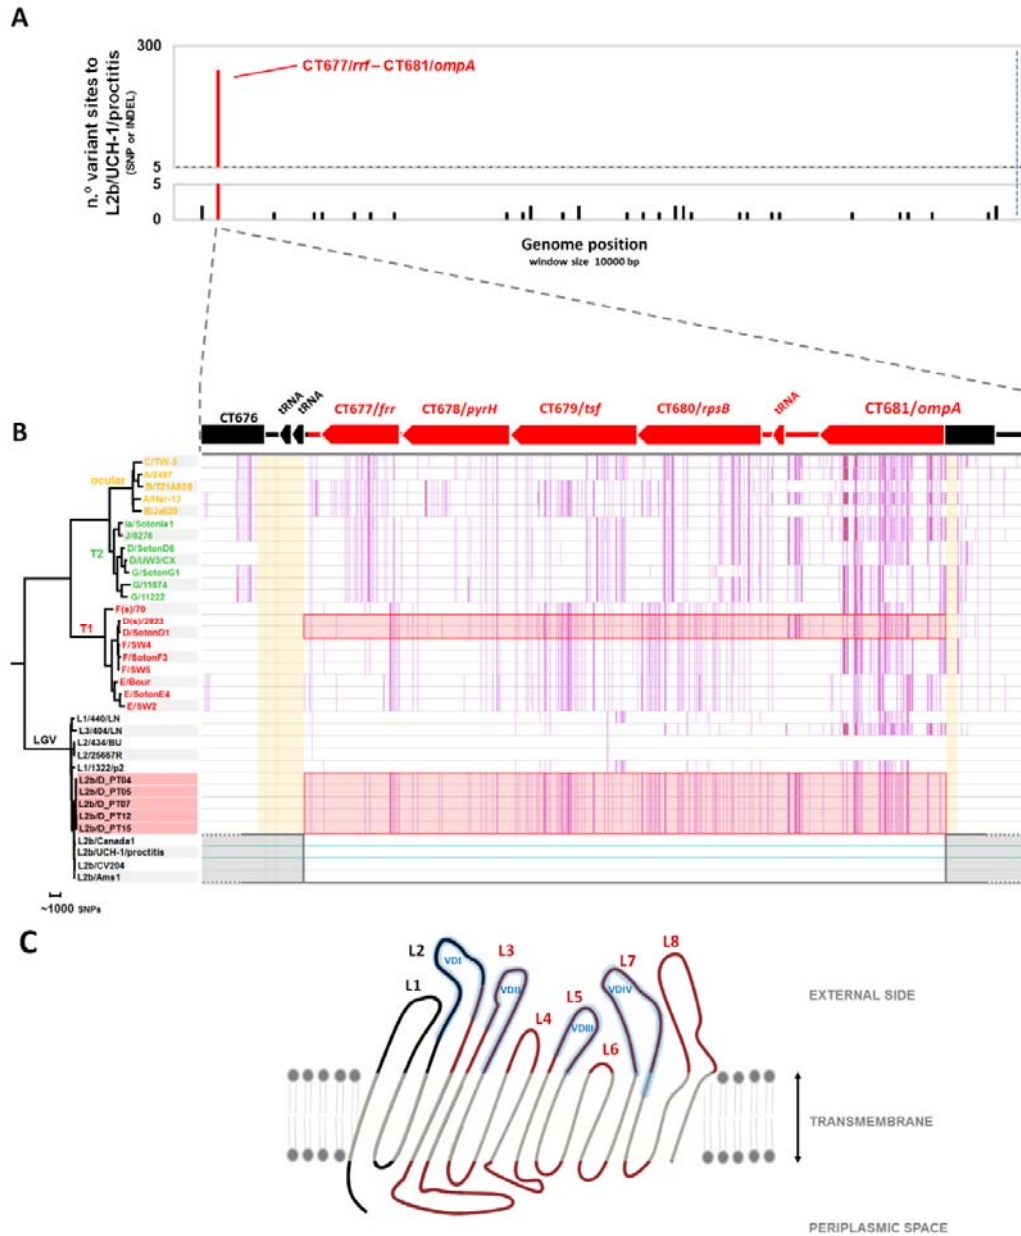 A
300
CT677/rrf – CT681/ompA
n.º variant sites to
L2b/UCH-1/proctitis
(SNP or INDEL)
5
5
0
Genome position
window size 10000 bp
B
CT676
tRNA
tRNA
CT677/frr
CT678/pyrH
CT679/tsf
CT680/rpsB
tRNA
CT681/ompA
C/TW-3
A/2497
ocular
B/TZ1A828
A/Har-13
B/Jali20
Ia/SotonIa1
J/6276
T2
D/SotonD6
D/UW3/CX
G/SotonG1
G/11074
G/11222
F(s)/70
T1
D(s)/2923
D/SotonD1
F/SW4
F/SotonF3
F/SW5
E/Bour
E/SotonE4
E/SW2
L1/440/LN
L3/404/LN
LGV
L2/434/BU
L2/25667R
L1/1322/p2
L2b/D_PT04
L2b/D_PT05
L2b/D_PT07
L2b/D_PT12
L2b/D_PT15
L2b/Canada1
L2b/UCH-1/proctitis
L2b/CV204
L2b/Ams1
~1000 SNPs
C
L1
L2
VDI
L3
VDII
L4
L5
VDIII
L6
L7
VDIV
L8
EXTERNAL SIDE
TRANSMEMBRANE
PERIPLASMIC SPACE